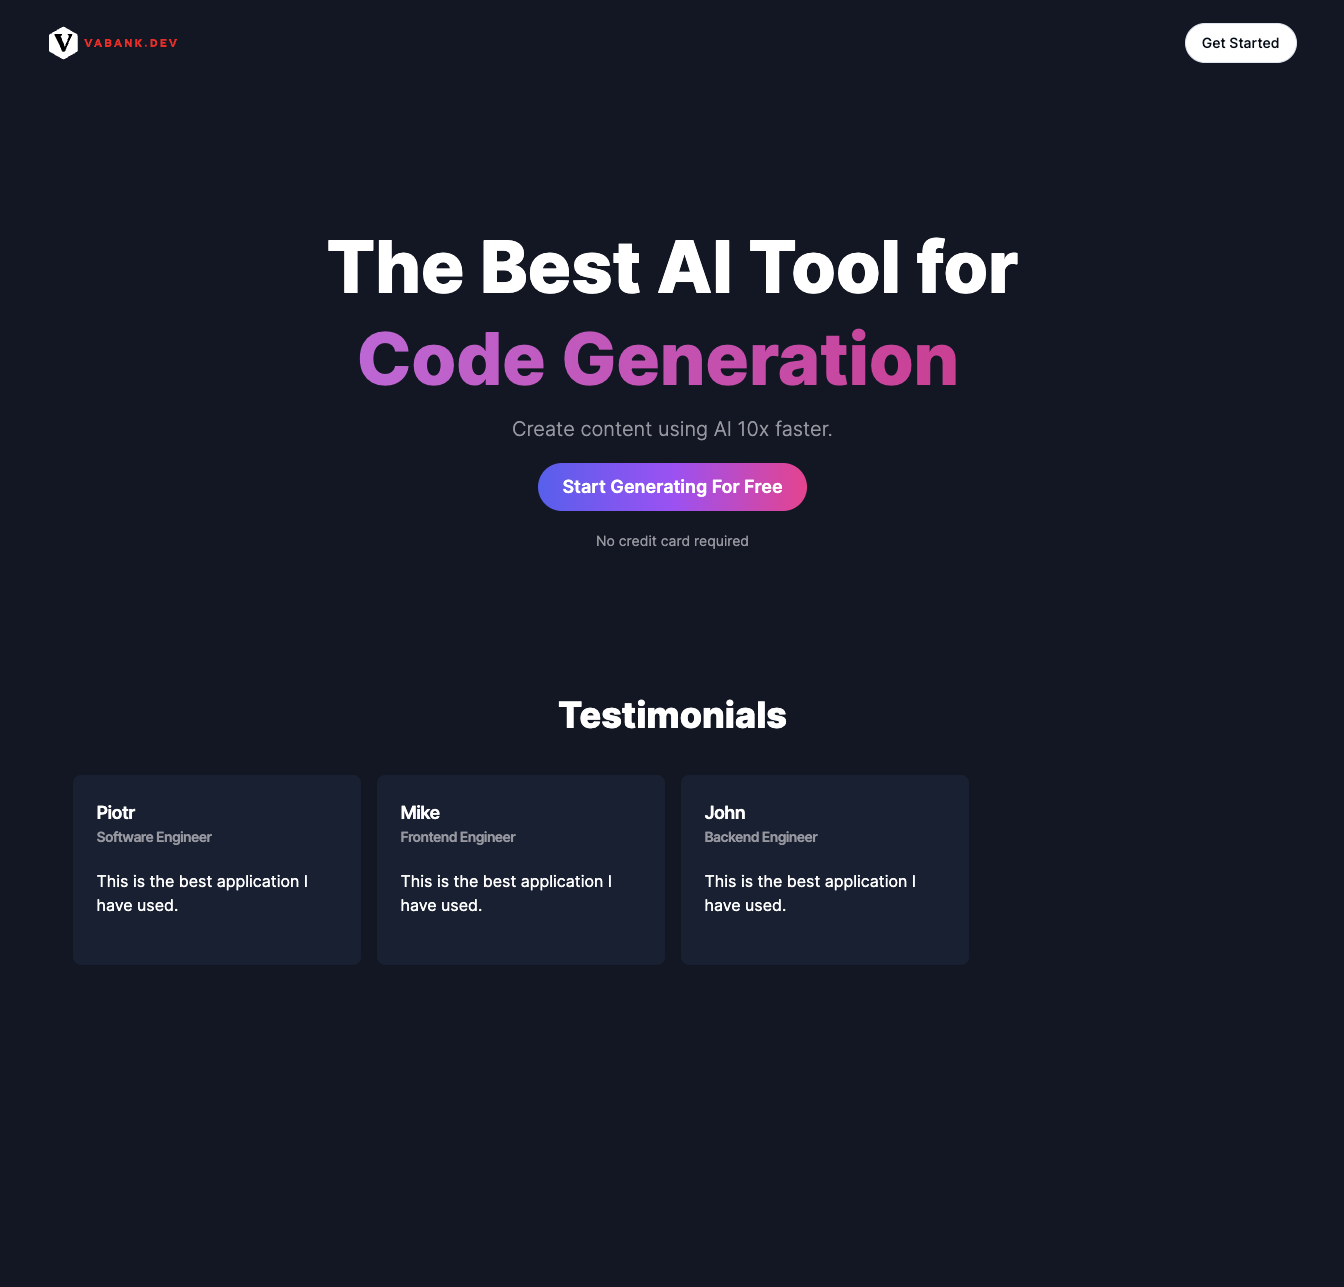 V VABANK.DEV
Get Started
The Best AI Tool for
Code Generation
Create content using AI 10x faster.
Start Generating For Free
No credit card required
Testimonials
Piotr
Software Engineer
This is the best application I
have used.
Mike
Frontend Engineer
This is the best application I
have used.
John
Backend Engineer
This is the best application I
have used.